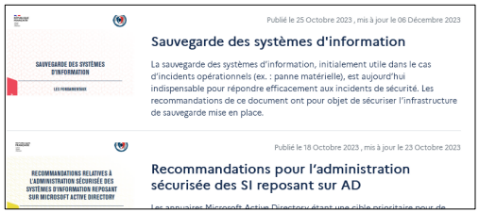 Publié le 25 Octobre 2023 , mis à jour le 06 Décembre 2023
SAUVEGARDE DES SYSTÈMES
D'INFORMATION
LES FONDAMENTAUX
Sauvegarde des systèmes d'information
La sauvegarde des systèmes d'information, initialement utile dans le cas
d'incidents opérationnels (ex. : panne matérielle), est aujourd'hui
indispensable pour répondre efficacement aux incidents de sécurité. Les
recommandations de ce document ont pour objet de sécuriser l'infrastructure
de sauvegarde mise en place.
Publié le 18 Octobre 2023 , mis à jour le 23 Octobre 2023
RECOMMANDATIONS RELATIVES À
L'ADMINISTRATION SÉCURISÉE DES
SYSTÈMES D'INFORMATION REPOSANT
SUR MICROSOFT ACTIVE DIRECTORY
Recommandations pour l'administration
sécurisée des SI reposant sur AD
Les annuaires Microsoft Active Directory étant une cible prioritaire pour de